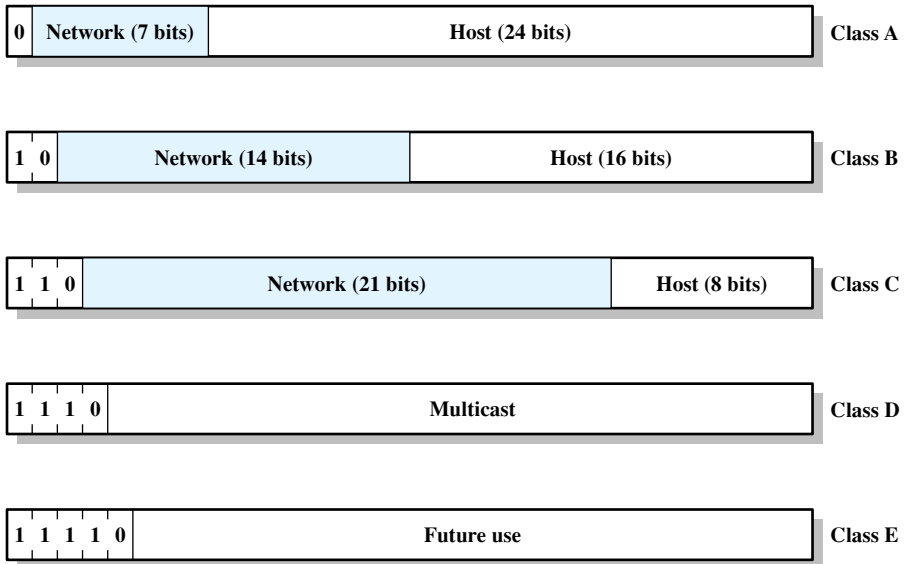 0 Network (7 bits) Host (24 bits) Class A
1 0 Network (14 bits) Host (16 bits) Class B
1 1 0 Network (21 bits) Host (8 bits) Class C
1 1 1 0 Multicast Class D
1 1 1 1 0 Future use Class E